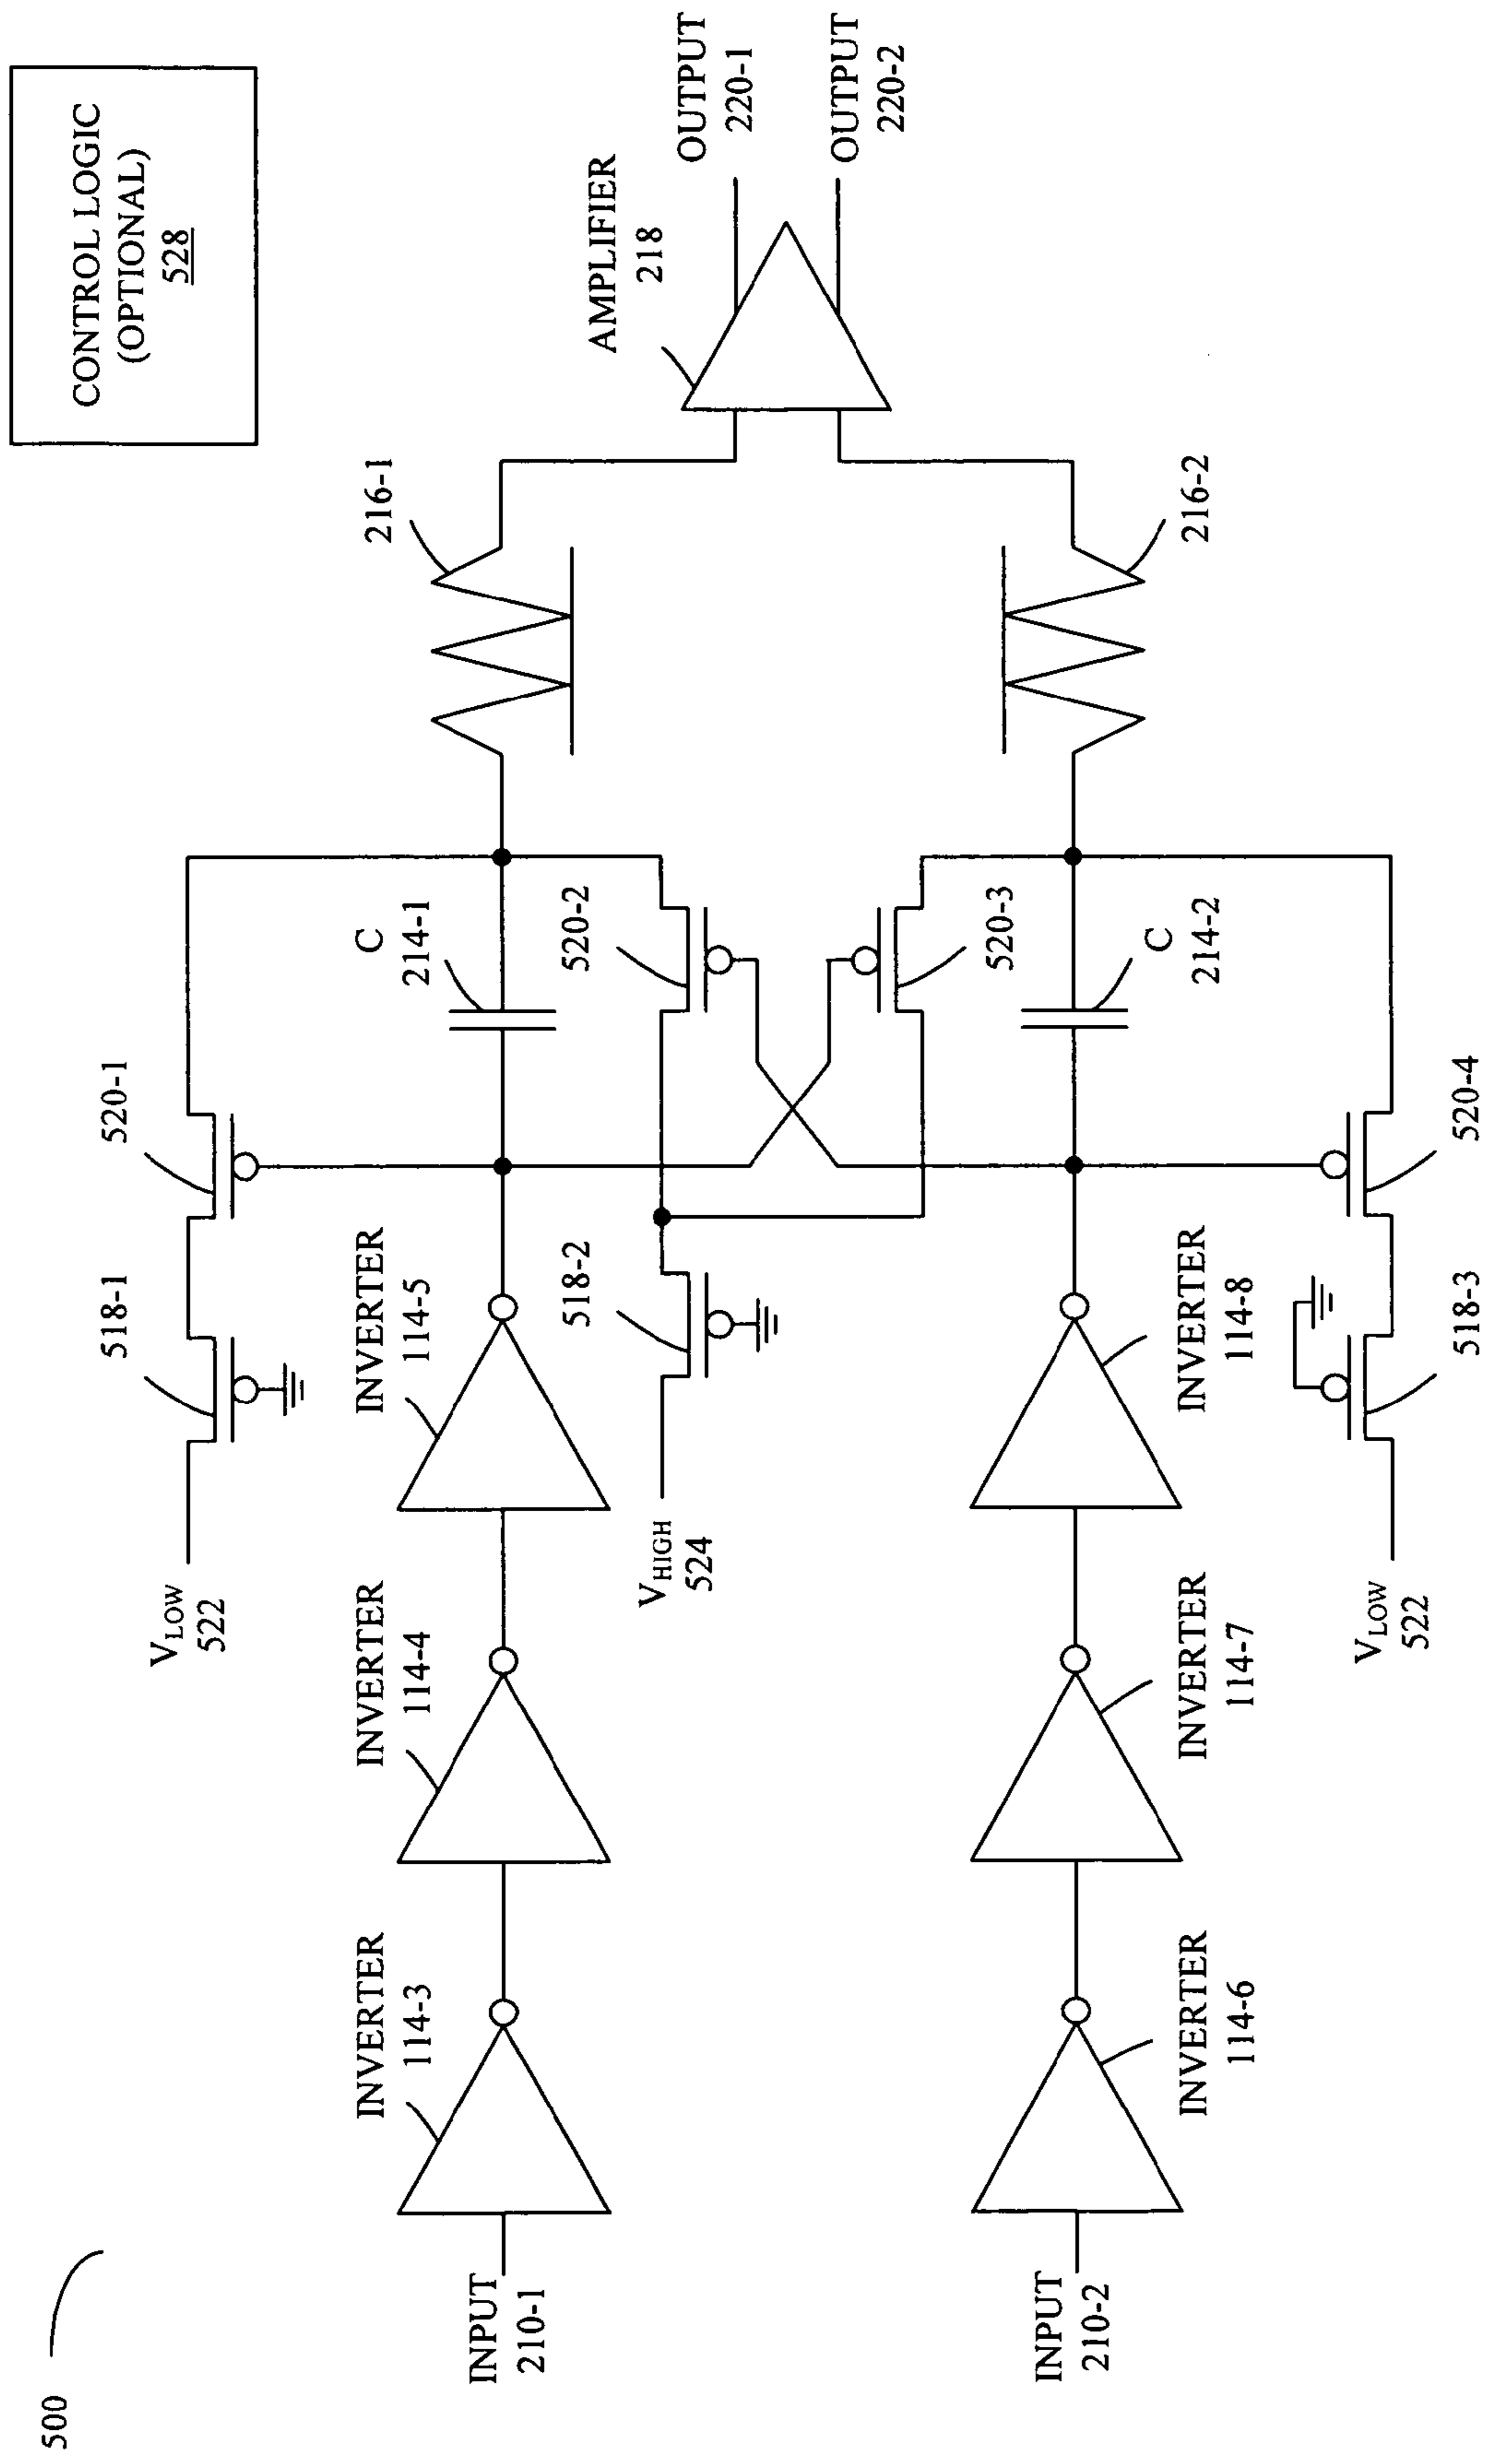 500
CONTROL LOGIC
(OPTIONAL)
528
V_LOW
522
518-1
520-1
INPUT
210-1
INVERTER
114-3
INVERTER
114-4
INVERTER
114-5
C
214-1
216-1
V_HIGH
524
518-2
520-2
AMPLIFIER
218
OUTPUT
220-1
OUTPUT
220-2
520-3
INPUT
210-2
INVERTER
114-6
INVERTER
114-7
INVERTER
114-8
C
214-2
216-2
V_LOW
522
518-3
520-4